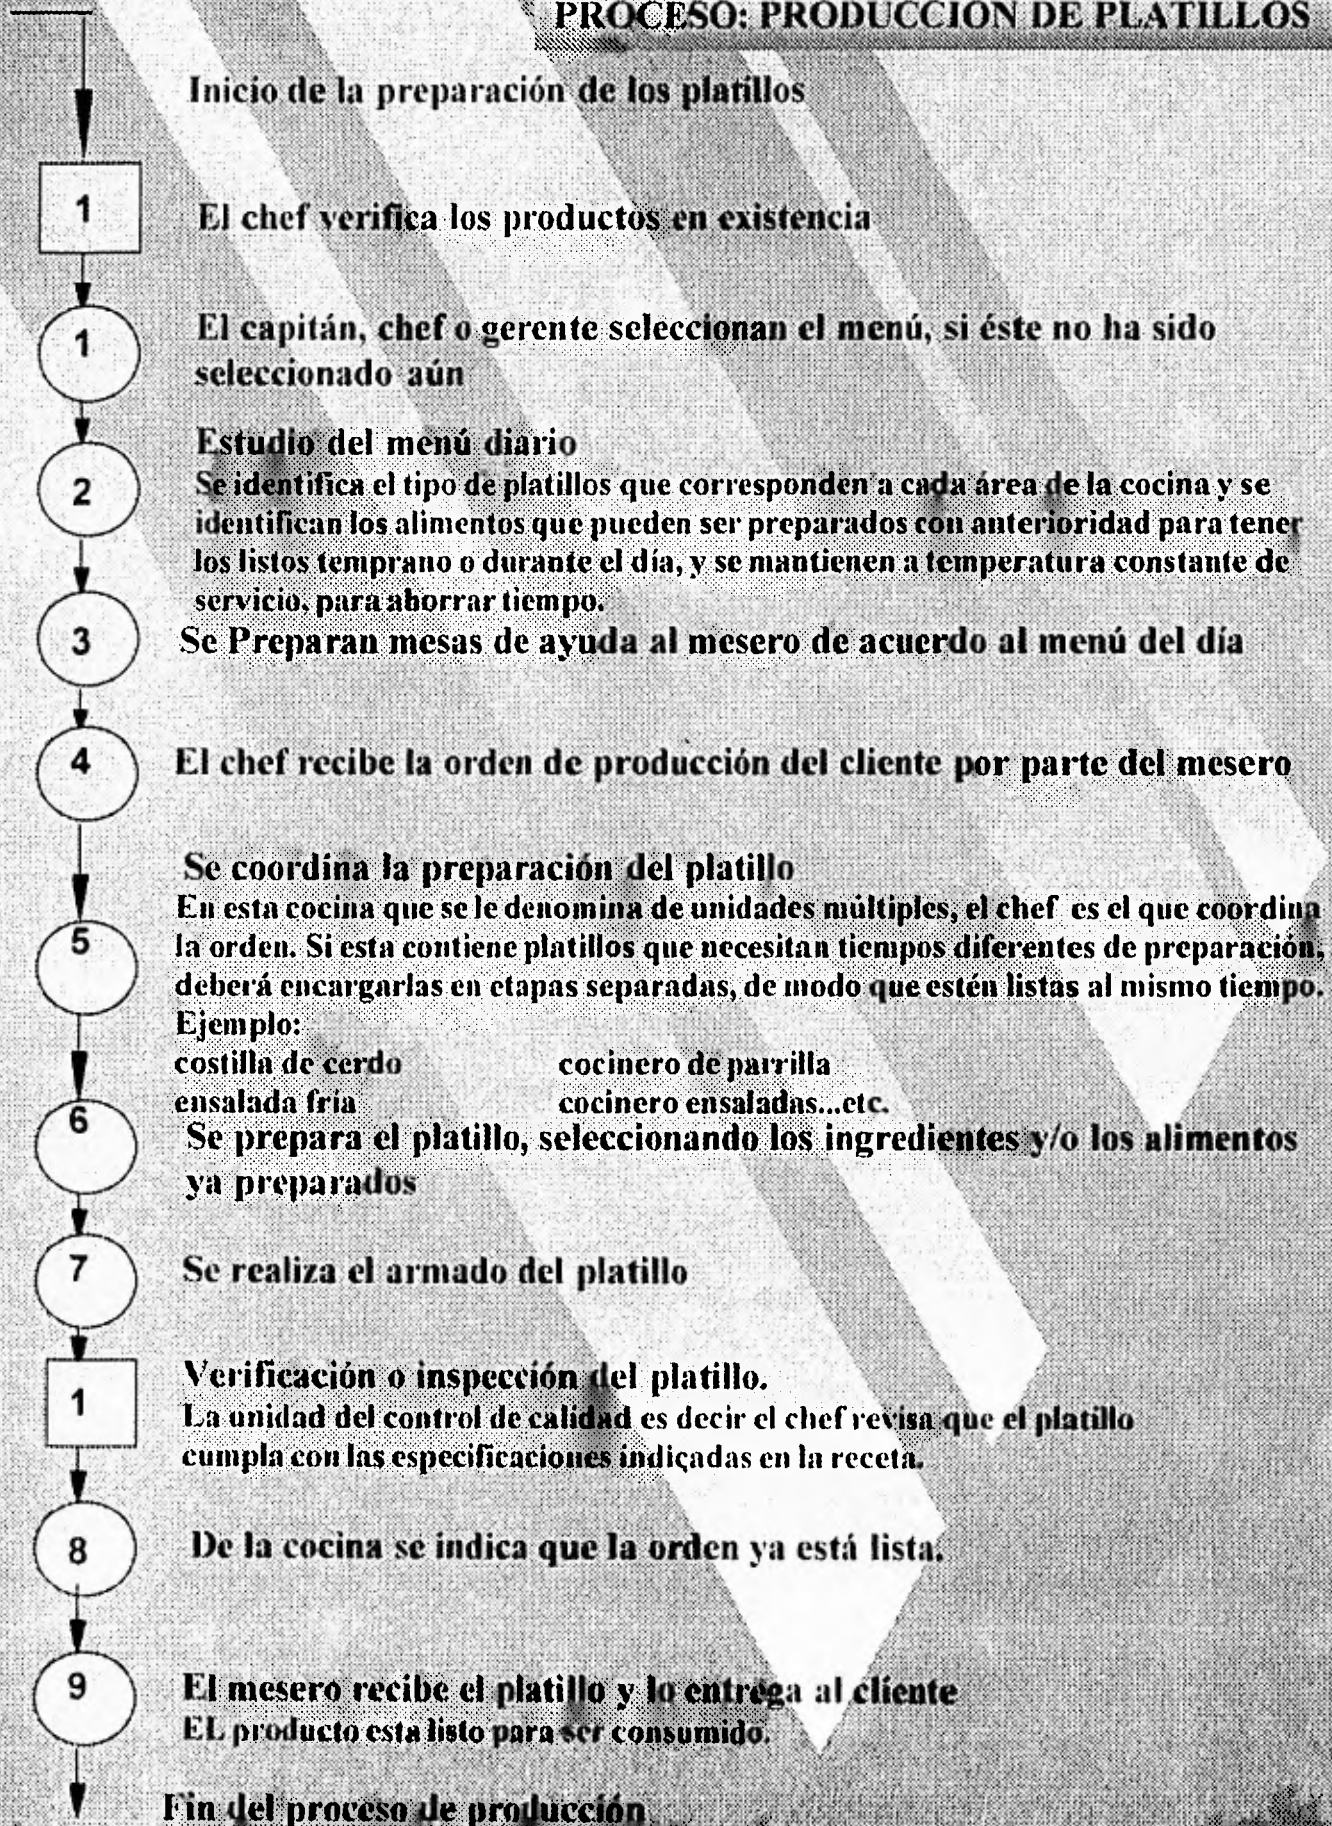 PROCESO: PRODUCCION DE PLATILLOS
Inicio de la preparación de los platillos
1
El chef verifica los productos en existencia
1
El capitán, chef o gerente seleccionan el menú, si éste no ha sido
seleccionado aún
Estudio del menú diario
2
Se identifica el tipo de platillos que corresponden a cada área de la cocina y se
identifican los alimentos que pueden ser preparados con anterioridad para tener
los listos temprano o durante el día, y se mantienen a temperatura constante de
servicio, para ahorrar tiempo.
3
Se Preparan mesas de ayuda al mesero de acuerdo al menú del día
4
El chef recibe la orden de producción del cliente por parte del mesero
Se coordina la preparación del platillo
En esta cocina que se le denomina de unidades múltiples, el chef es el que coordina
5
la orden. Si esta contiene platillos que necesitan tiempos diferentes de preparación,
deberá encargarlas en etapas separadas, de modo que estén listas al mismo tiempo.
Ejemplo:
costilla de cerdo cocinero de parrilla
ensalada fria cocinero ensaladas...etc.
6
Se prepara el platillo, seleccionando los ingredientes y/o los alimentos
ya preparados
7
Se realiza el armado del platillo
Verificación o inspección del platillo.
1
La unidad del control de calidad es decir el chef revisa que el platillo
cumpla con las especificaciones indicadas en la receta.
8
De la cocina se indica que la orden ya está lista.
9
El mesero recibe el platillo y lo entrega al cliente
EL producto esta listo para ser consumido.
Fin del proceso de producción